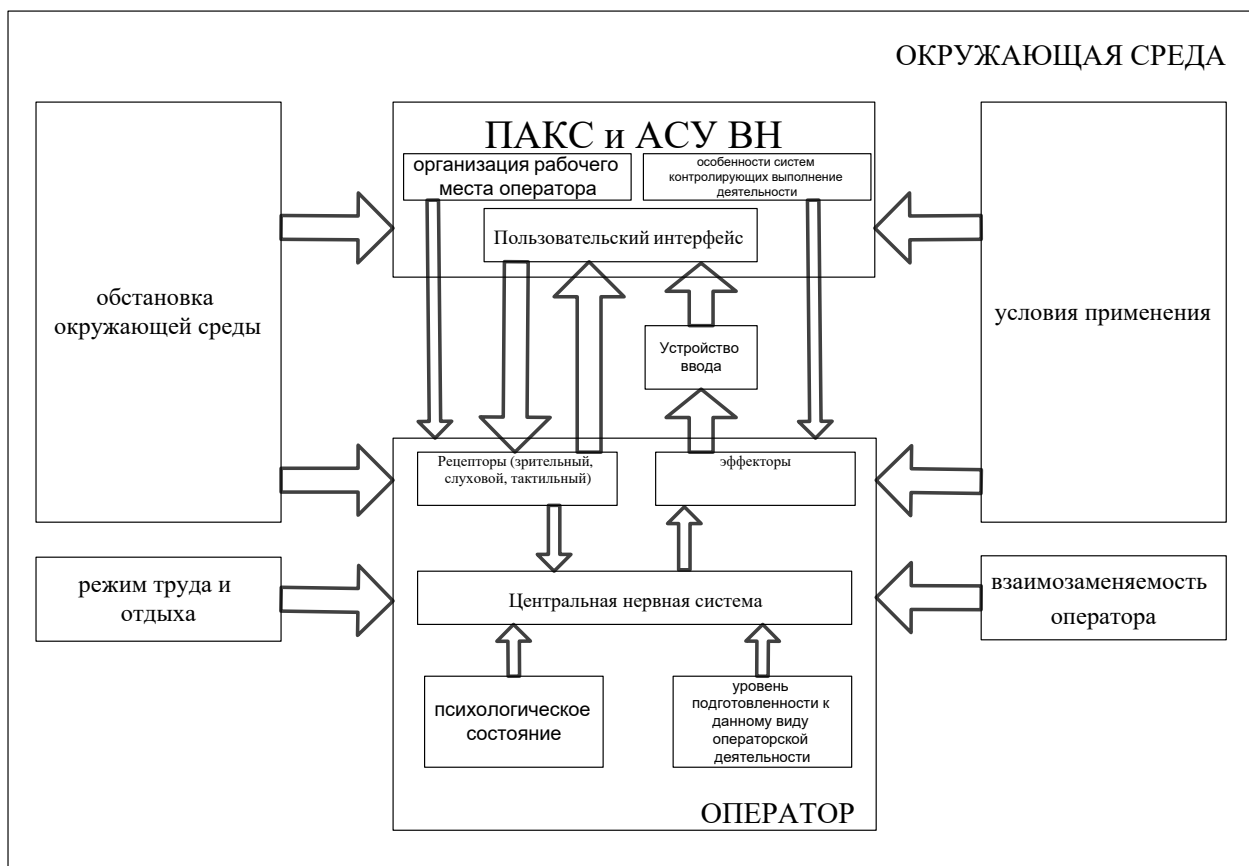 ОКРУЖАЮЩАЯ СРЕДА
ПАКС и АСУ ВН
организация рабочего
места оператора
особенности систем
контролирующих выполнение
деятельности
Пользовательский интерфейс
обстановка
окружающей среды
условия применения
Устройство
ввода
Рецепторы (зрительный,
слуховой, тактильный)
эффекторы
режим труда и
отдыха
Центральная нервная система
взаимозаменяемость
оператора
психологическое
состояние
уровень
подготовленности к
данному виду
операторской
деятельности
ОПЕРАТОР